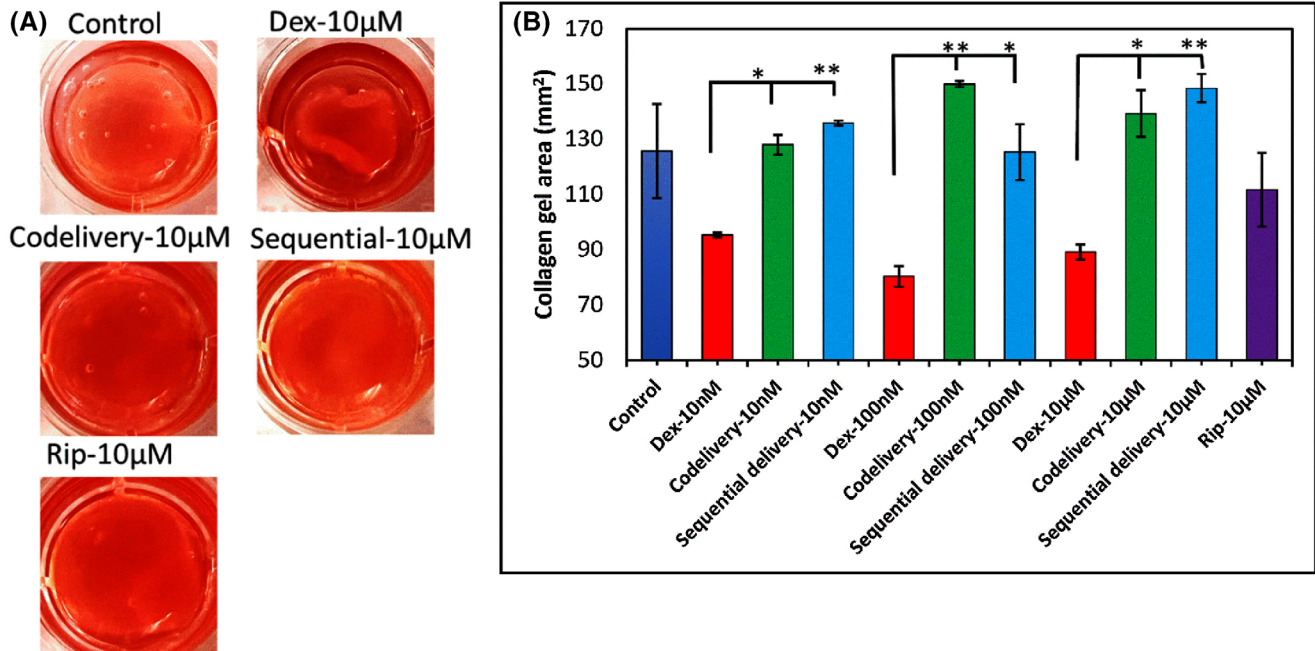 (A)
Control
Dex-10μM
Codelivery-10μM
Sequential-10μM
Rip-10μM
(B)
Collagen gel area (mm²)
170
150
130
110
90
70
50
* **
** *
* **
Control
Dex-10nM
Codelivery-10nM
Sequential delivery-10nM
Dex-100nM
Codelivery-100nM
Sequential delivery-100nM
Dex-10μM
Codelivery-10μM
Sequential delivery-10μM
Rip-10μM